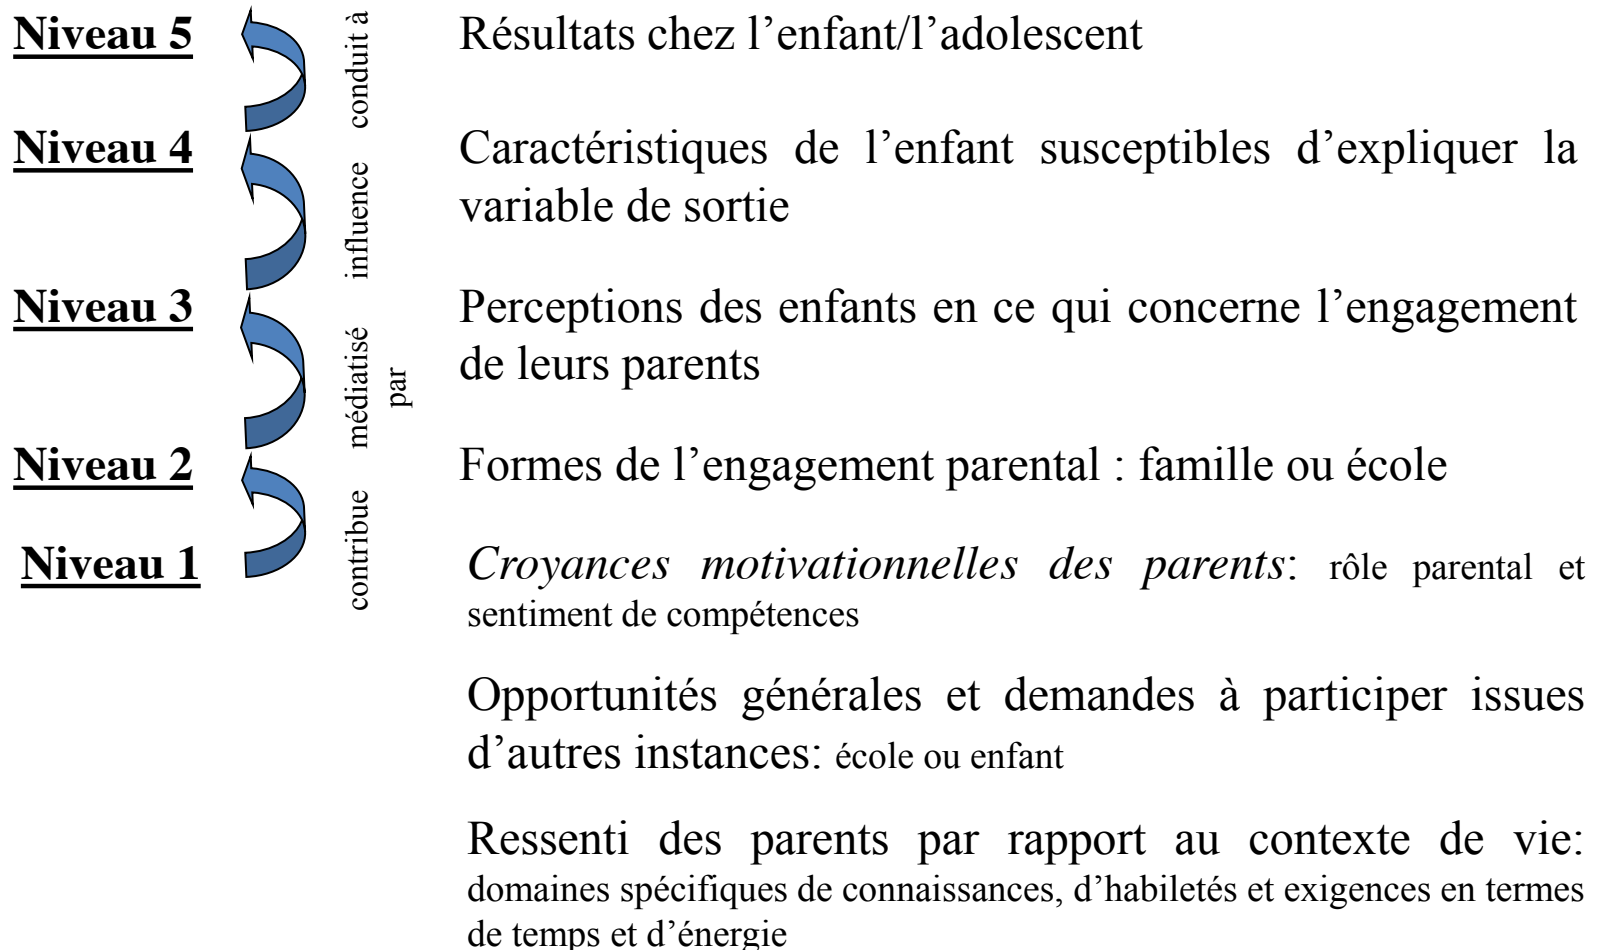 Niveau 5
conduit à
Résultats chez l’enfant/l’adolescent
Niveau 4
influence
Caractéristiques de l’enfant susceptibles d’expliquer la
variable de sortie
Niveau 3
médiatisé
par
Perceptions des enfants en ce qui concerne l’engagement
de leurs parents
Niveau 2
contribue
Formes de l’engagement parental : famille ou école
Niveau 1
Croyances motivationnelles des parents: rôle parental et
sentiment de compétences
Opportunités générales et demandes à participer issues
d’autres instances: école ou enfant
Ressenti des parents par rapport au contexte de vie:
domaines spécifiques de connaissances, d’habiletés et exigences en termes
de temps et d’énergie